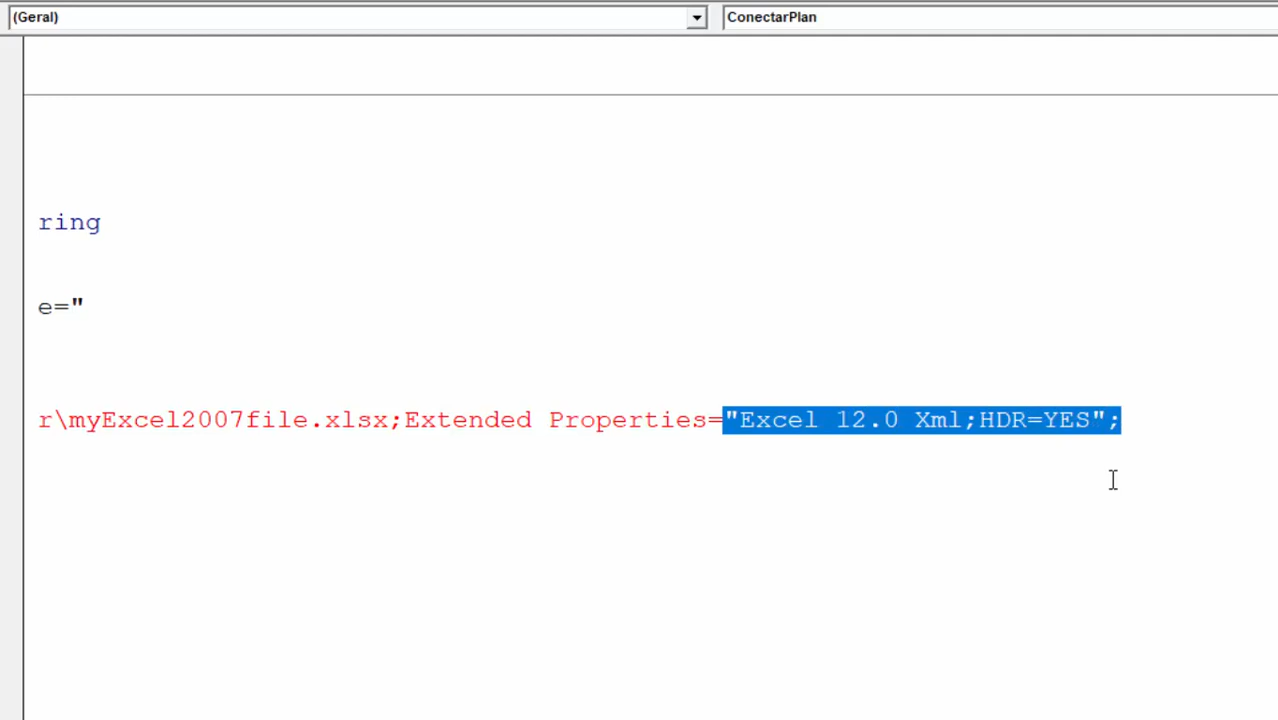 (Geral)
ConectarPlan
ring
e="
r\myExcel2007file.xlsx;Extended Properties="Excel 12.0 Xml;HDR=YES";